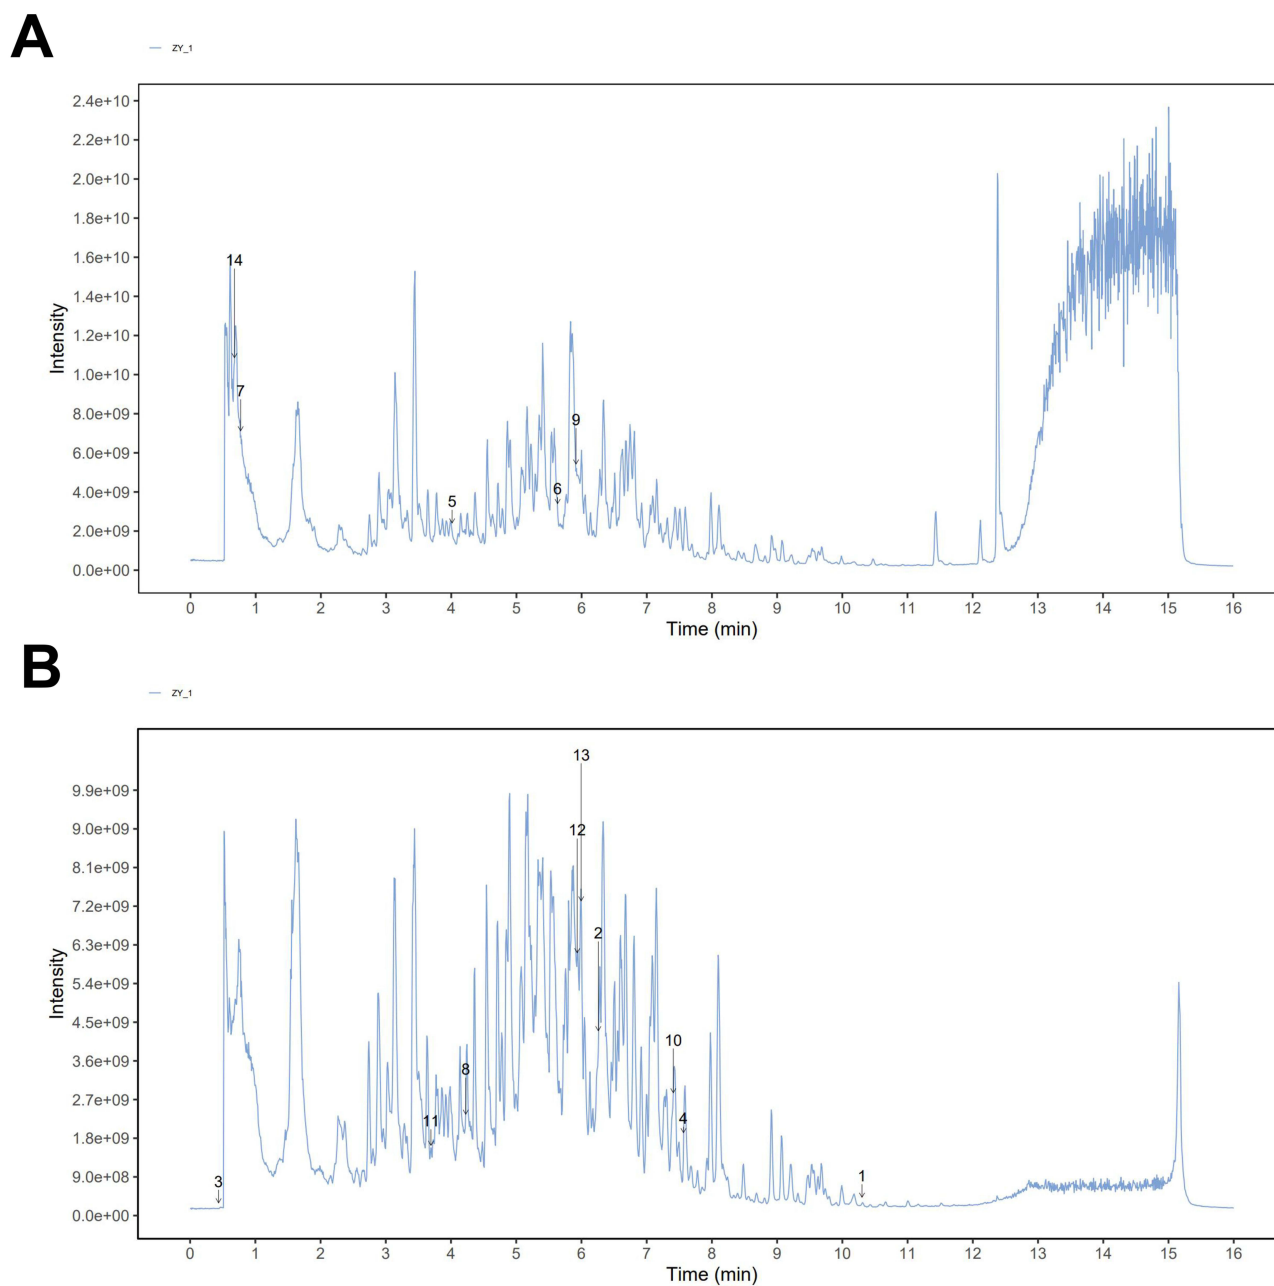 A
ZY_1
2.4e+10
2.2e+10
2.0e+10
1.8e+10
1.6e+10
1.4e+10
1.2e+10
1.0e+10
8.0e+09
6.0e+09
4.0e+09
2.0e+09
0.0e+00
Intensity
14
7
5
6
9
0 1 2 3 4 5 6 7 8 9 10 11 12 13 14 15 16
Time (min)
B
ZY_1
9.9e+09
9.0e+09
8.1e+09
7.2e+09
6.3e+09
5.4e+09
4.5e+09
3.6e+09
2.7e+09
1.8e+09
9.0e+08
0.0e+00
Intensity
13
12
2
10
8
11
4
3
1
0 1 2 3 4 5 6 7 8 9 10 11 12 13 14 15 16
Time (min)